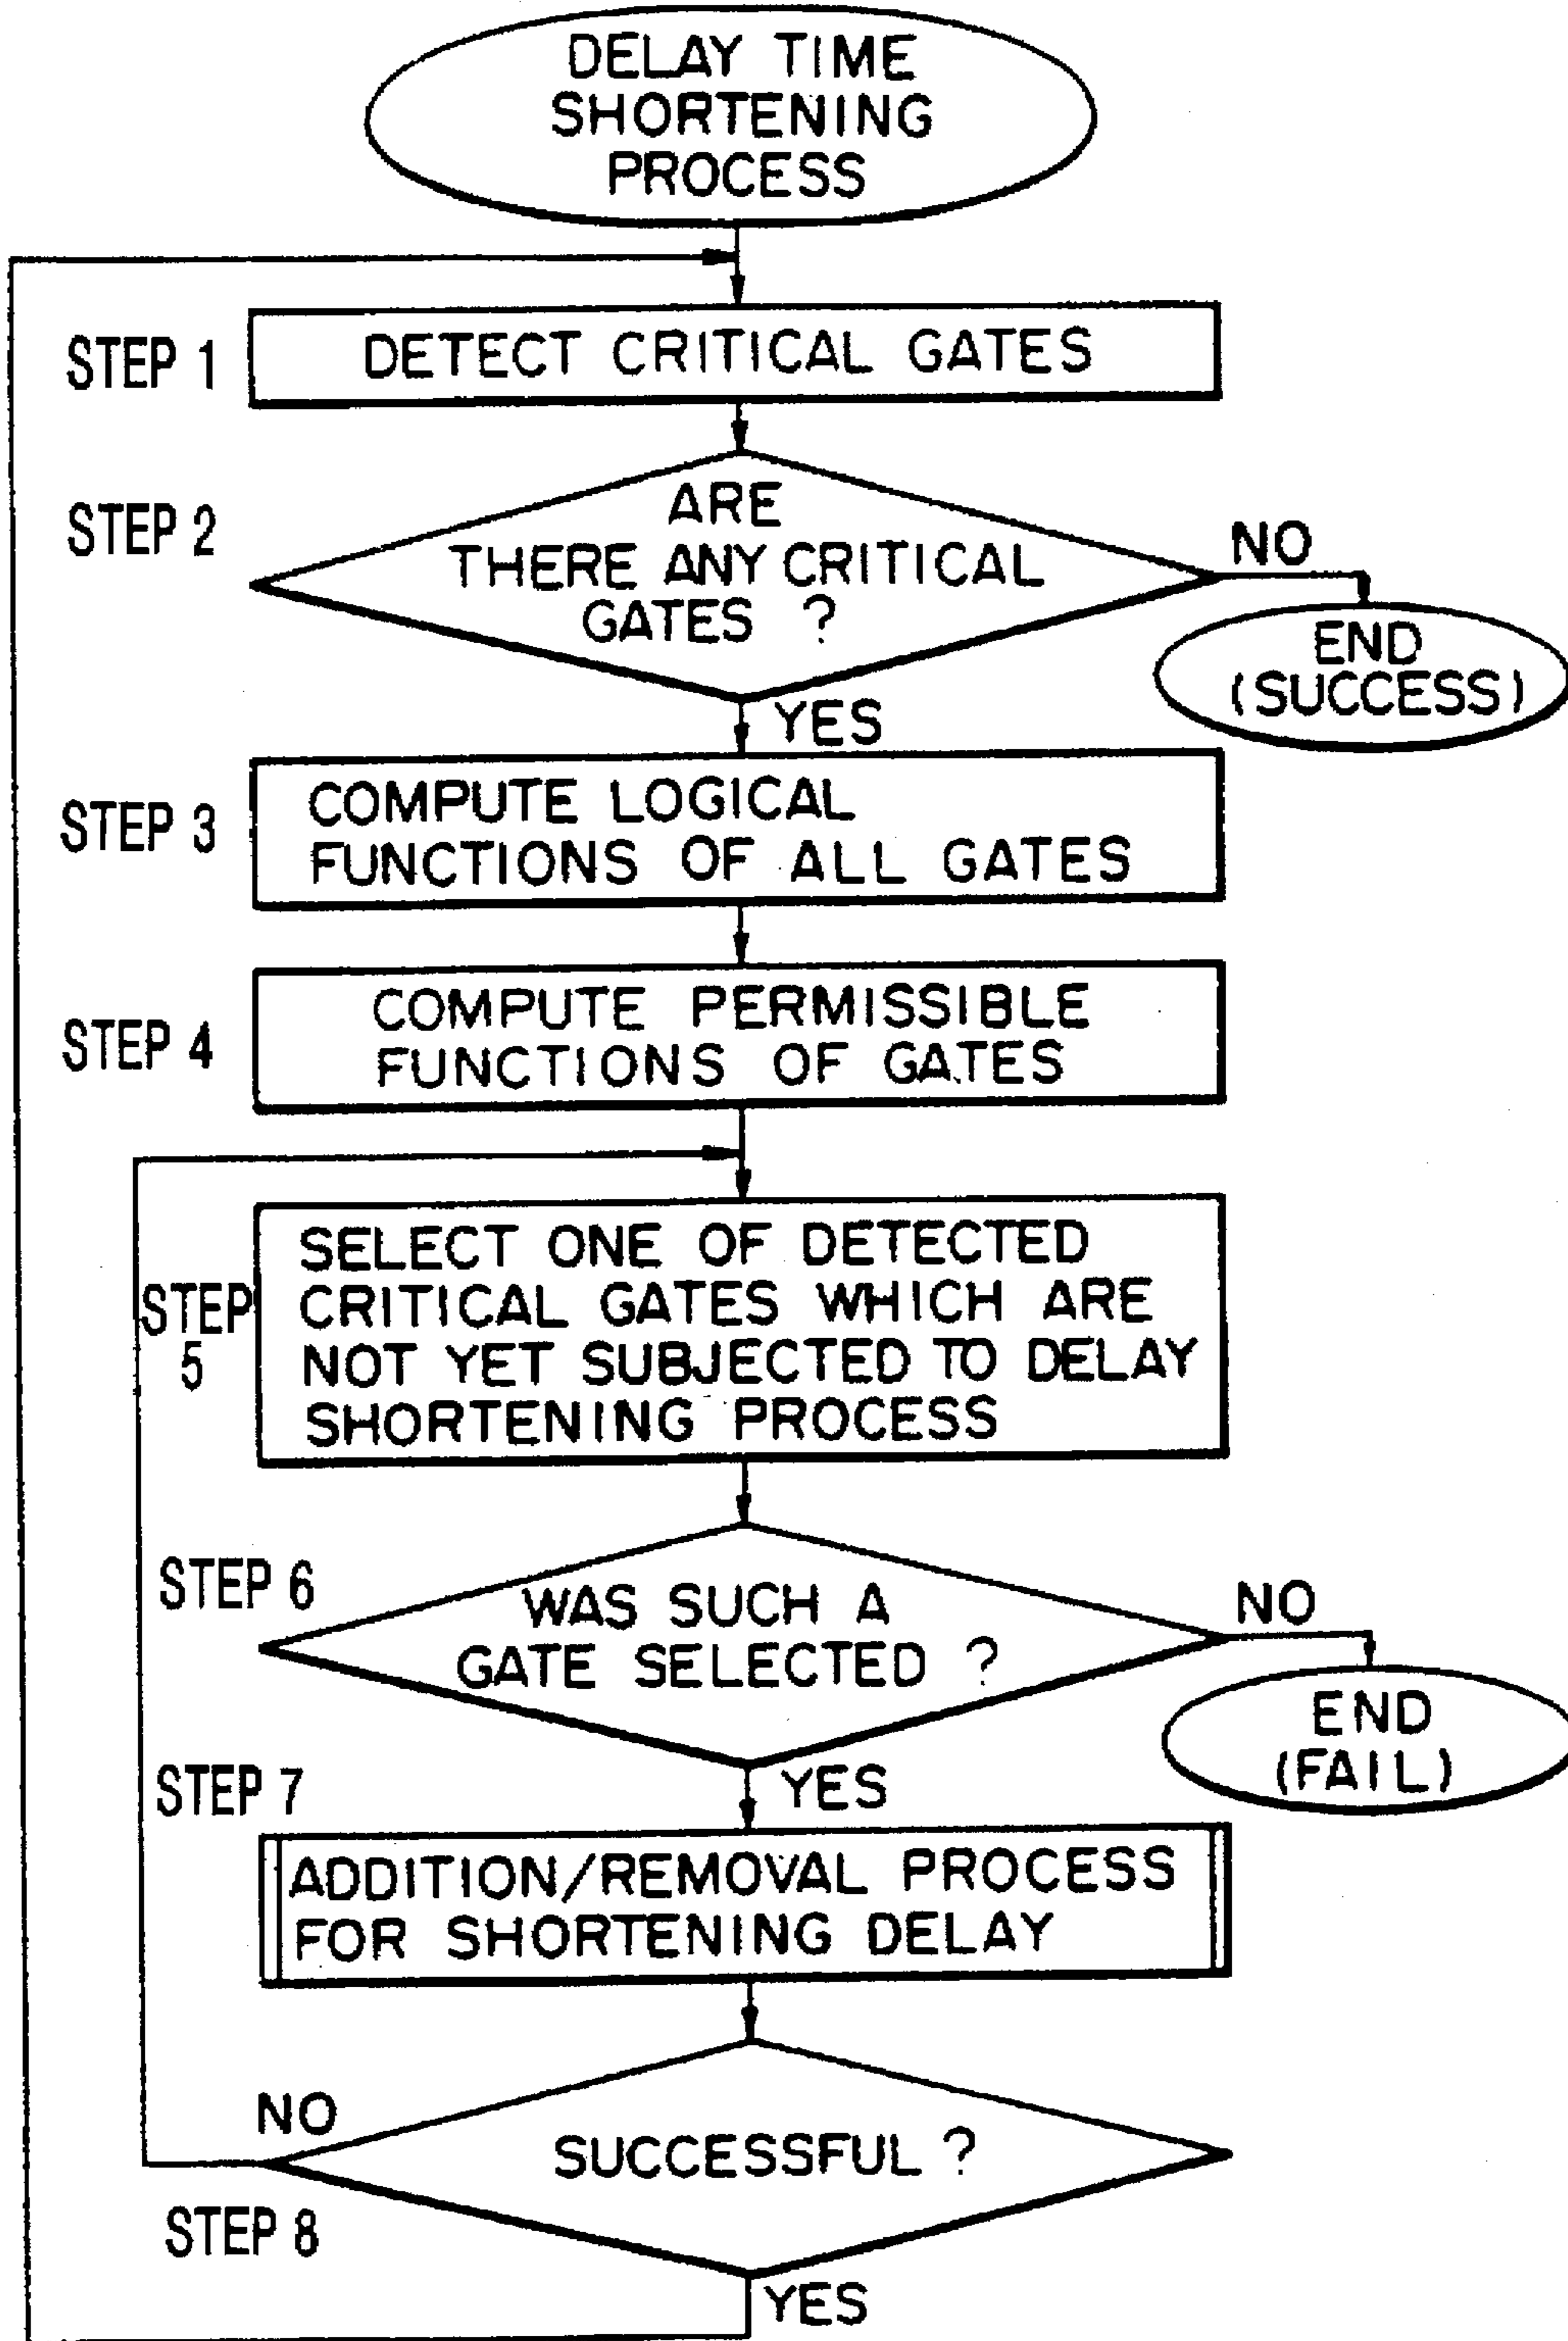 DELAY TIME
SHORTENING
PROCESS
STEP 1
DETECT CRITICAL GATES
STEP 2
ARE
THERE ANY CRITICAL
GATES ?
NO
END
(SUCCESS)
YES
STEP 3
COMPUTE LOGICAL
FUNCTIONS OF ALL GATES
STEP 4
COMPUTE PERMISSIBLE
FUNCTIONS OF GATES
STEP
5
SELECT ONE OF DETECTED
CRITICAL GATES WHICH ARE
NOT YET SUBJECTED TO DELAY
SHORTENING PROCESS
STEP 6
WAS SUCH A
GATE SELECTED ?
NO
END
(FAIL)
YES
STEP 7
ADDITION/REMOVAL PROCESS
FOR SHORTENING DELAY
NO
SUCCESSFUL ?
STEP 8
YES